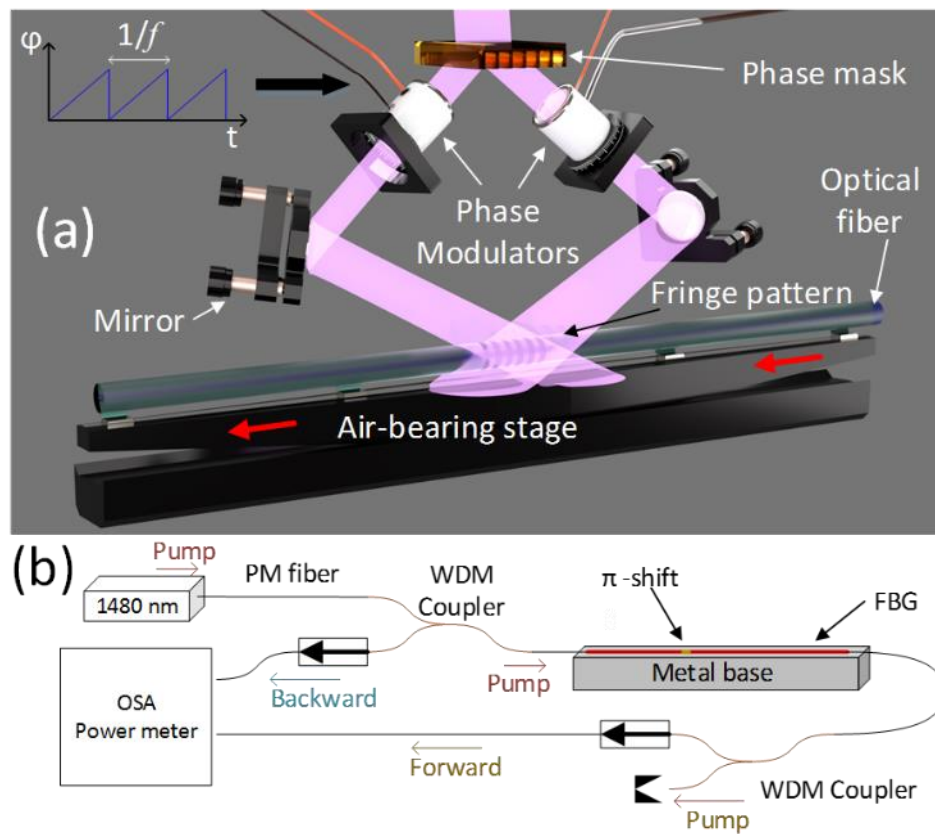 φ
1/f
t
Phase mask
(a)
Phase
Modulators
Optical
fiber
Mirror
Fringe pattern
Air-bearing stage
(b)
Pump
PM fiber
WDM
Coupler
π -shift
FBG
1480 nm
Backward
Pump
Metal base
OSA
Power meter
Forward
WDM Coupler
Pump